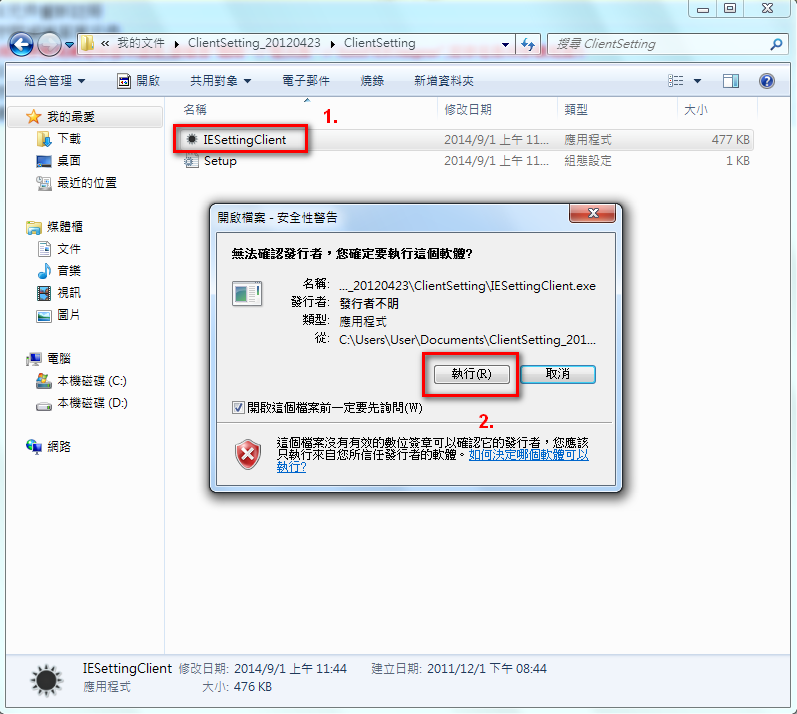 « 我的文件 ▸ ClientSetting_20120423 ▸ ClientSetting
搜尋 ClientSetting
組合管理 開啟 共用對象 電子郵件 燒錄 新增資料夾
我的最愛
下載
桌面
最近的位置
媒體櫃
文件
音樂
視訊
圖片
電腦
本機磁碟 (C:)
本機磁碟 (D:)
網路
名稱 修改日期 類型 大小
1.
IESettingClient 2014/9/1 上午 11... 應用程式 477 KB
Setup 2014/9/1 上午 11... 組態設定 1 KB
開啟檔案 - 安全性警告
無法確認發行者，您確定要執行這個軟體?
名稱: ..._20120423\ClientSetting\IESettingClient.exe
發行者: 發行者不明
類型: 應用程式
從: C:\Users\User\Documents\ClientSetting_201...
執行(R) 取消
開啟這個檔案前一定要先詢問(W)
2.
這個檔案沒有有效的數位簽章可以確認它的發行者，您應該
只執行來自您所信任發行者的軟體。如何決定哪個軟體可以
執行?
IESettingClient 修改日期: 2014/9/1 上午 11:44 建立日期: 2011/12/1 下午 08:44
應用程式 大小: 476 KB